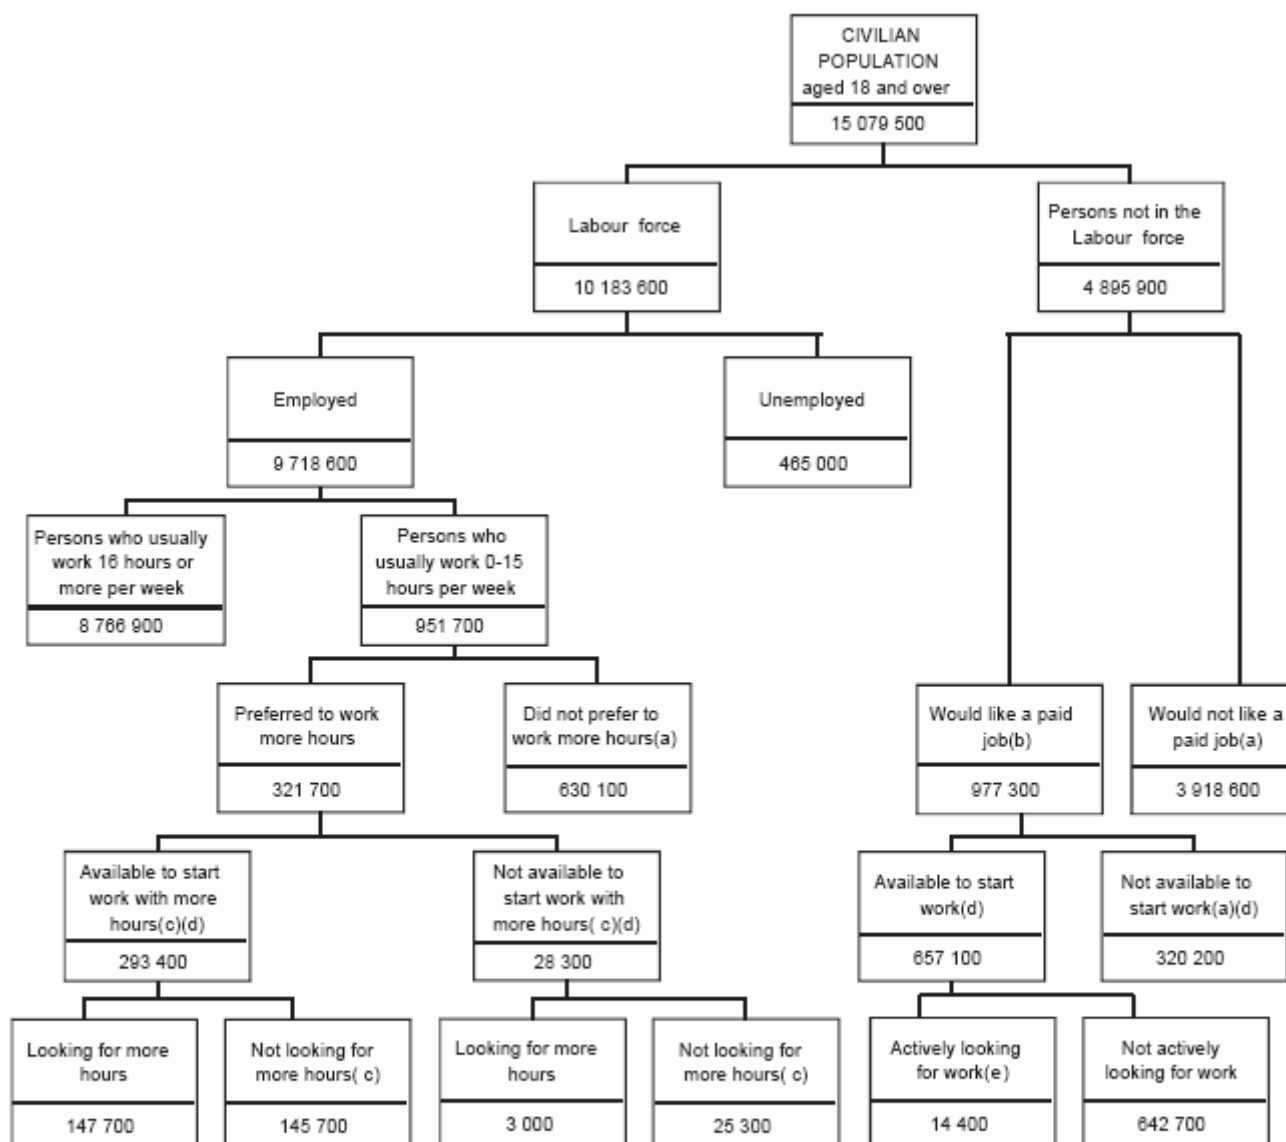 CIVILIAN
POPULATION
aged 18 and over
15 079 500
Labour force
10 183 600
Persons not in the
Labour force
4 895 900
Employed
9 718 600
Unemployed
465 000
Persons who usually
work 16 hours or
more per week
8 766 900
Persons who
usually work 0-15
hours per week
951 700
Preferred to work
more hours
321 700
Did not prefer to
work more hours(a)
630 100
Would like a paid
job(b)
977 300
Would not like a
paid job(a)
3 918 600
Available to start
work with more
hours(c)(d)
293 400
Not available to
start work with
more hours( c)(d)
28 300
Available to start
work(d)
657 100
Not available to
start work(a)(d)
320 200
Looking for more
hours
147 700
Not looking for
more hours( c)
145 700
Looking for more
hours
3 000
Not looking for
more hours( c)
25 300
Actively looking
for work(e)
14 400
Not actively
looking for work
642 700